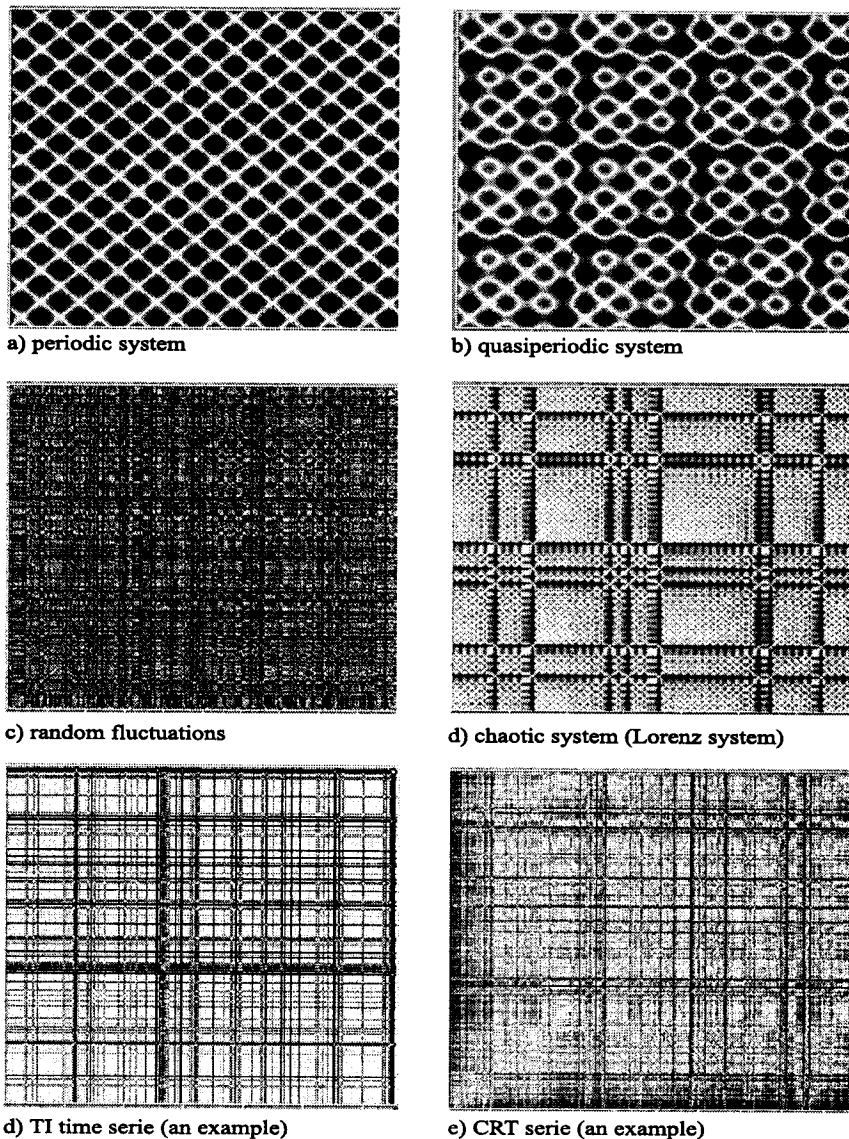 a) periodic system
b) quasiperiodic system
c) random fluctuations
d) chaotic system (Lorenz system)
d) TI time serie (an example)
e) CRT serie (an example)